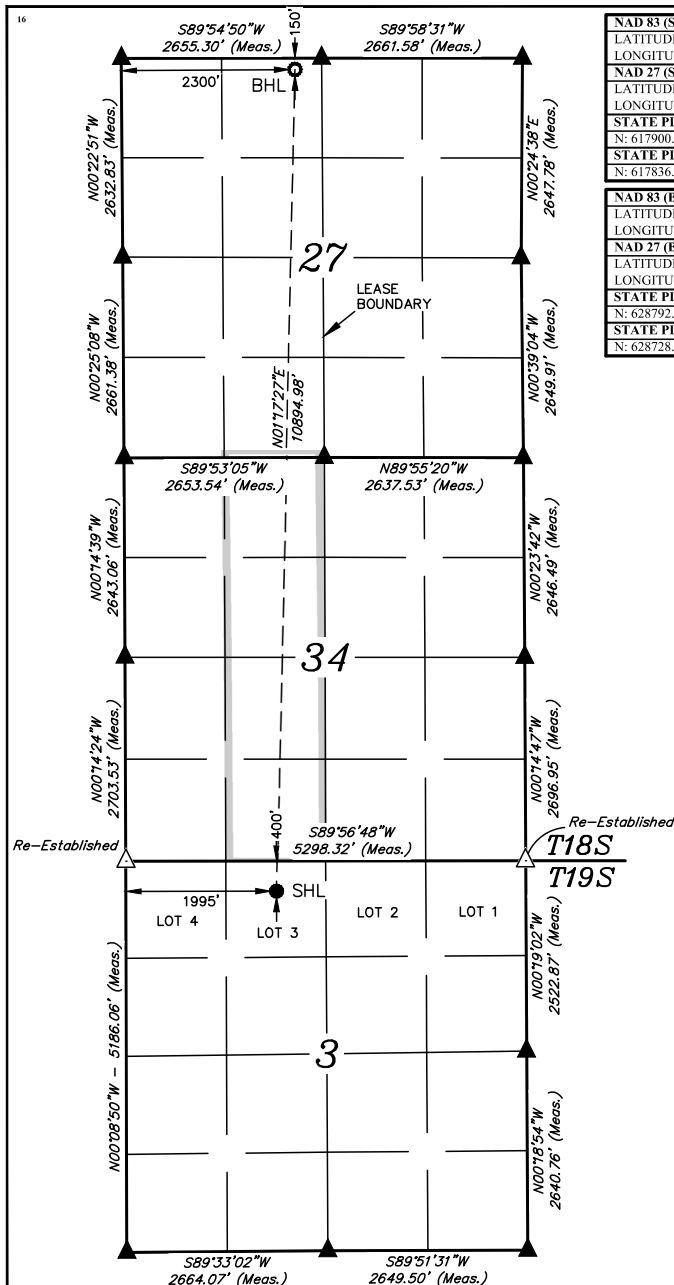 16
S89°54'50"W
2655.30' (Meas.)
150'
S89°58'31"W
2661.58' (Meas.)
2300'
BHL
N00°22'51"W
2632.83' (Meas.)
N00°24'38"E
2647.78' (Meas.)
27
LEASE
BOUNDARY
N00°25'08"W
2661.38' (Meas.)
N01°17'27"E
10894.98'
N00°39'04"W
2649.91' (Meas.)
S89°53'05"W
2653.54' (Meas.)
N89°55'20"W
2637.53' (Meas.)
N00°14'39"W
2643.06' (Meas.)
N00°23'42"W
2646.49' (Meas.)
34
N00°14'24"W
2703.53' (Meas.)
N00°14'47"W
2696.95' (Meas.)
400'
S89°56'48"W
5298.32' (Meas.)
Re-Established
Re-Established
T18S
T19S
1995'
SHL
LOT 4
LOT 3
LOT 2
LOT 1
N00°19'02"W
2522.87' (Meas.)
N00°08'50"W - 5186.06' (Meas.)
3
N00°18'54"W
2640.76' (Meas.)
S89°33'02"W
2664.07' (Meas.)
S89°51'31"W
2649.50' (Meas.)
NAD 83 (S
LATITUD
LONGITU
NAD 27 (S
LATITUD
LONGITU
STATE PL
N: 617900.
STATE PL
N: 617836.
NAD 83 (B
LATITUD
LONGITU
NAD 27 (B
LATITUD
LONGITU
STATE PL
N: 628792.
STATE PL
N: 628728.